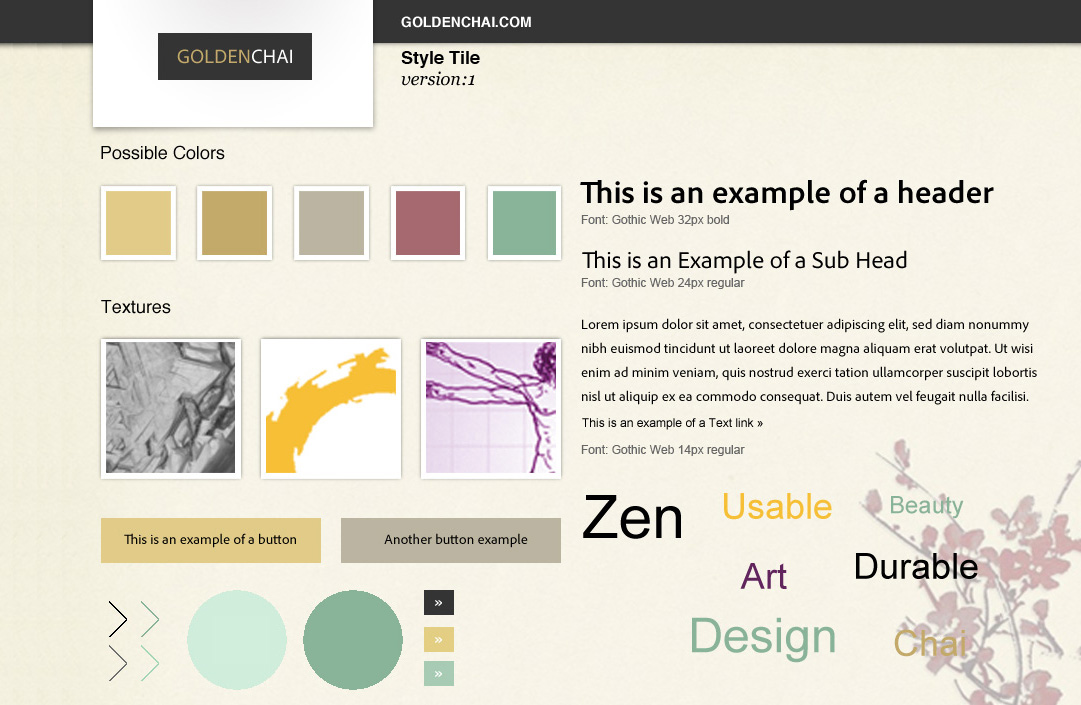 GOLDENCHAI.COM
GOLDENCHAI
Style Tile
version:1
Possible Colors
Textures
This is an example of a button
Another button example
»
»
»
This is an example of a header
Font: Gothic Web 32px bold
This is an Example of a Sub Head
Font: Gothic Web 24px regular
Lorem ipsum dolor sit amet, consectetuer adipiscing elit, sed diam nonummy
nibh euismod tincidunt ut laoreet dolore magna aliquam erat volutpat. Ut wisi
enim ad minim veniam, quis nostrud exerci tation ullamcorper suscipit lobortis
nisl ut aliquip ex ea commodo consequat. Duis autem vel feugait nulla facilisi.
This is an example of a Text link »
Font: Gothic Web 14px regular
Zen
Usable
Beauty
Art
Durable
Design
Chai